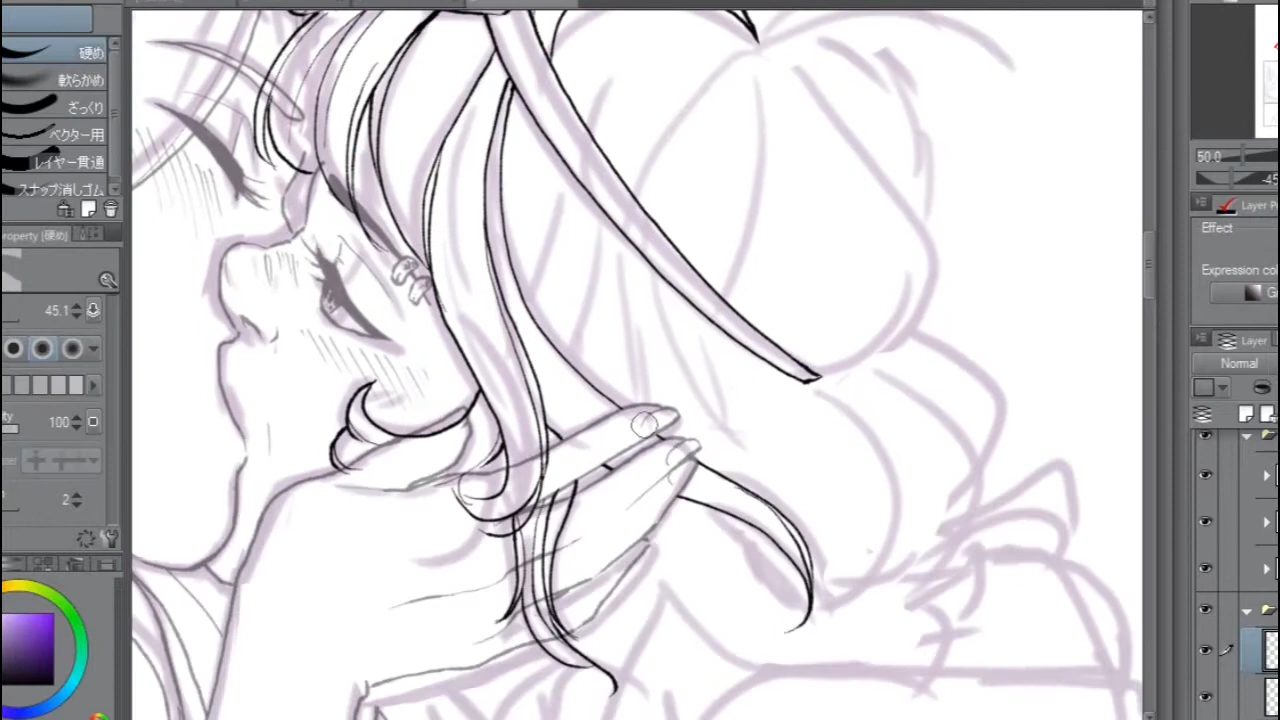 硬め
軟らかめ
ざっくり
ベクター用
レイヤー貫通
スナップ消しゴム
property [硬め]
45.1
100
2
50.0
-45
Layer
Effect
Expression co
Layer
Normal